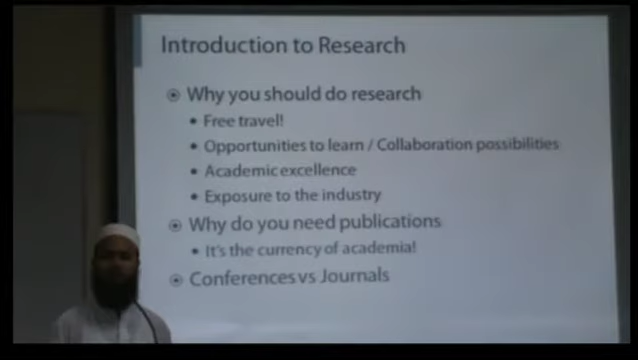 Introduction to Research
Why you should do research
Free travel!
Opportunities to learn / Collaboration possibilities
Academic excellence
Exposure to the industry
Why do you need publications
It's the currency of academia!
Conferences vs Journals